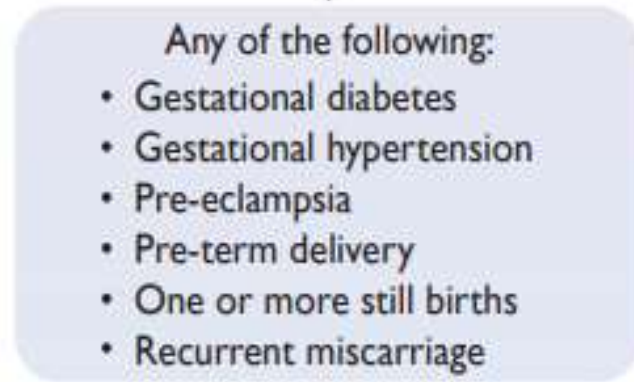 Any of the following:
• Gestational diabetes
• Gestational hypertension
• Pre-eclampsia
• Pre-term delivery
• One or more still births
• Recurrent miscarriage